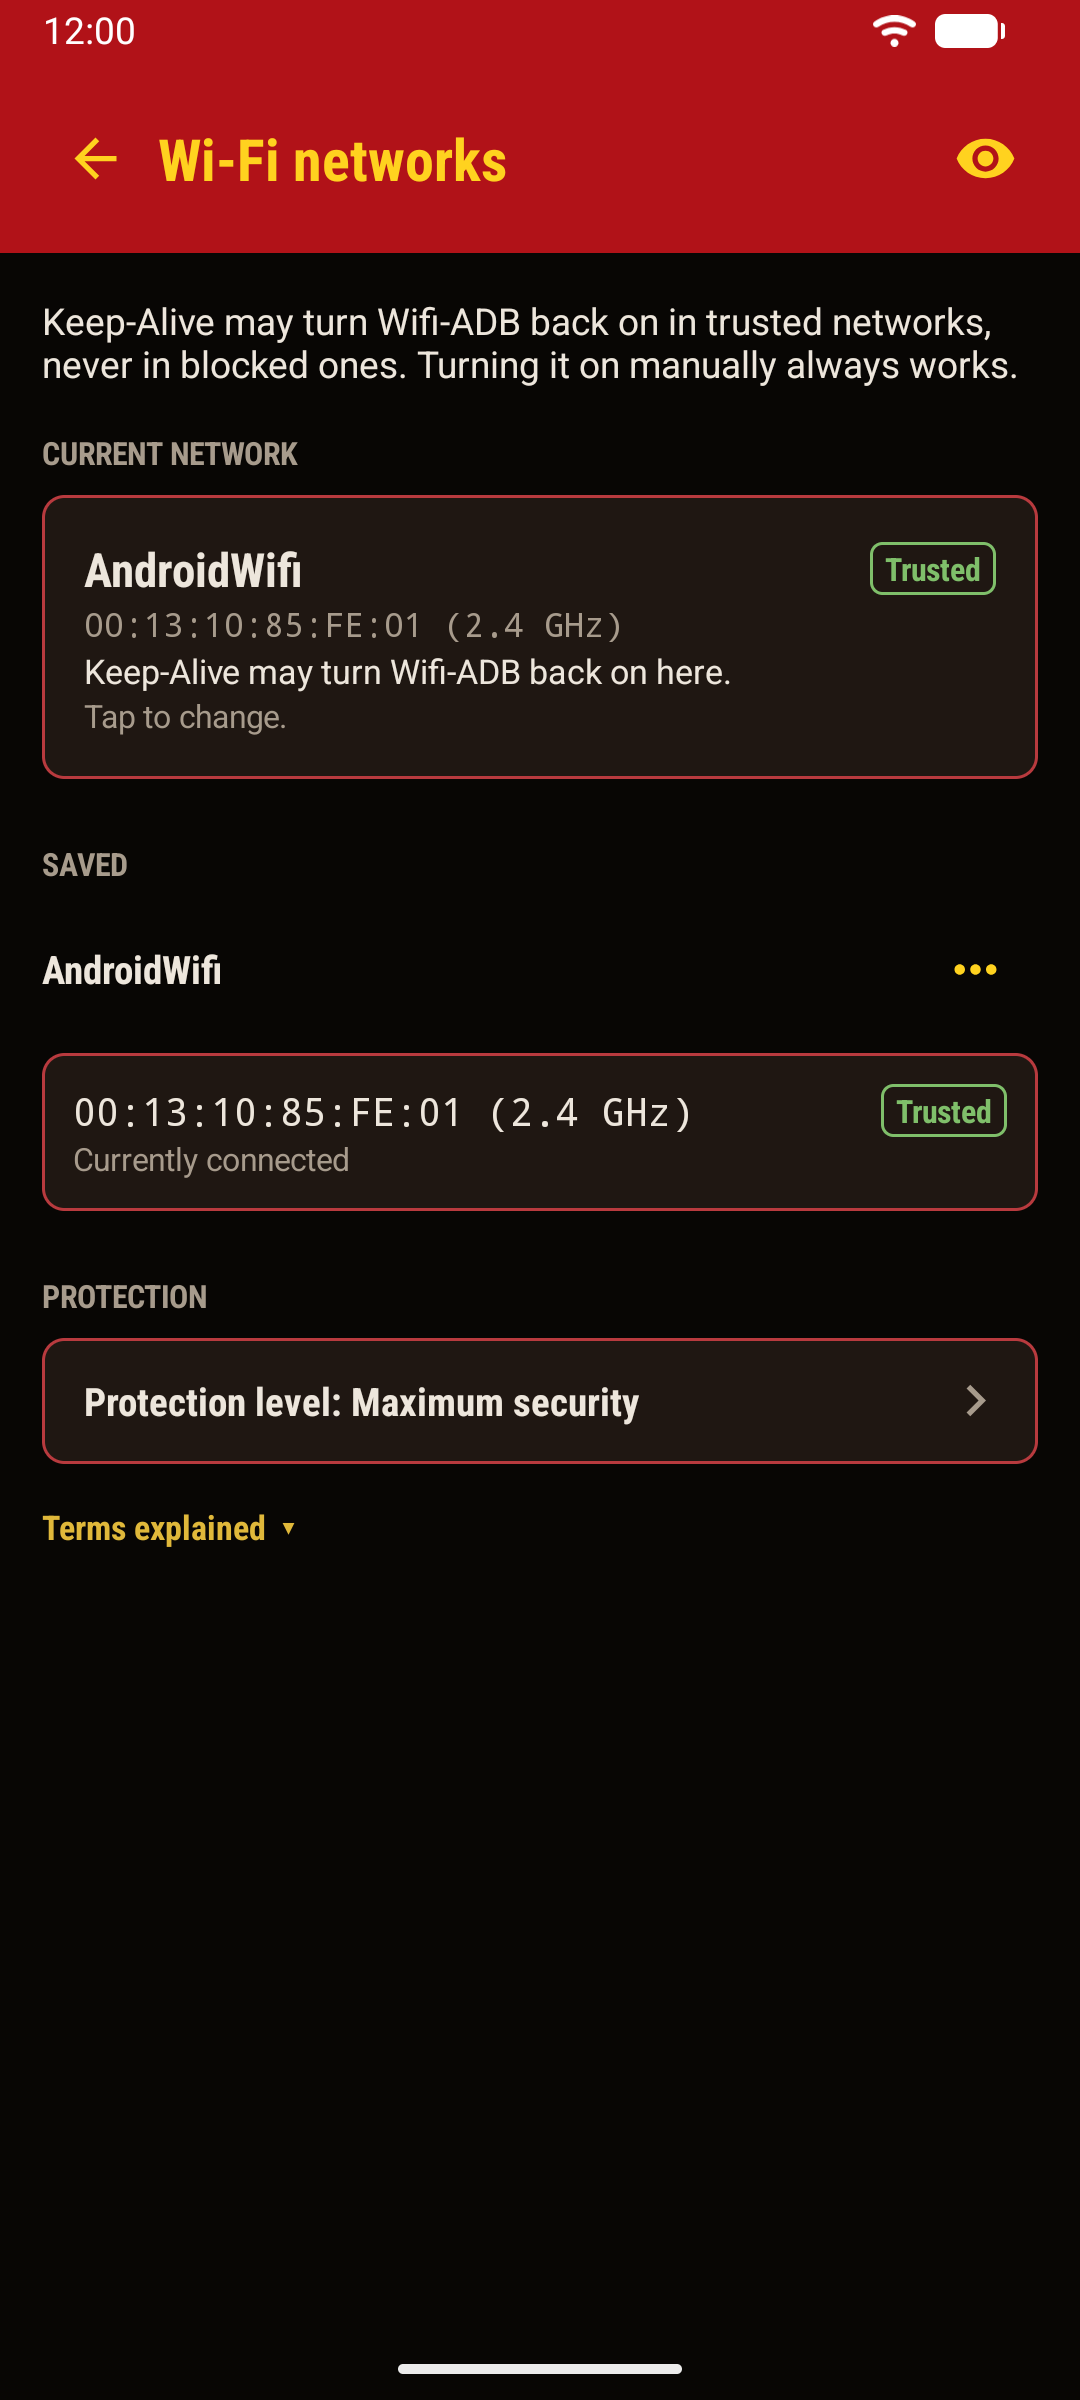 12:00
Wi-Fi networks
Keep-Alive may turn Wifi-ADB back on in trusted networks,
never in blocked ones. Turning it on manually always works.
CURRENT NETWORK
AndroidWifi
Trusted
00:13:10:85:FE:01 (2.4 GHz)
Keep-Alive may turn Wifi-ADB back on here.
Tap to change.
SAVED
AndroidWifi
00:13:10:85:FE:01 (2.4 GHz)
Trusted
Currently connected
PROTECTION
Protection level: Maximum security
Terms explained